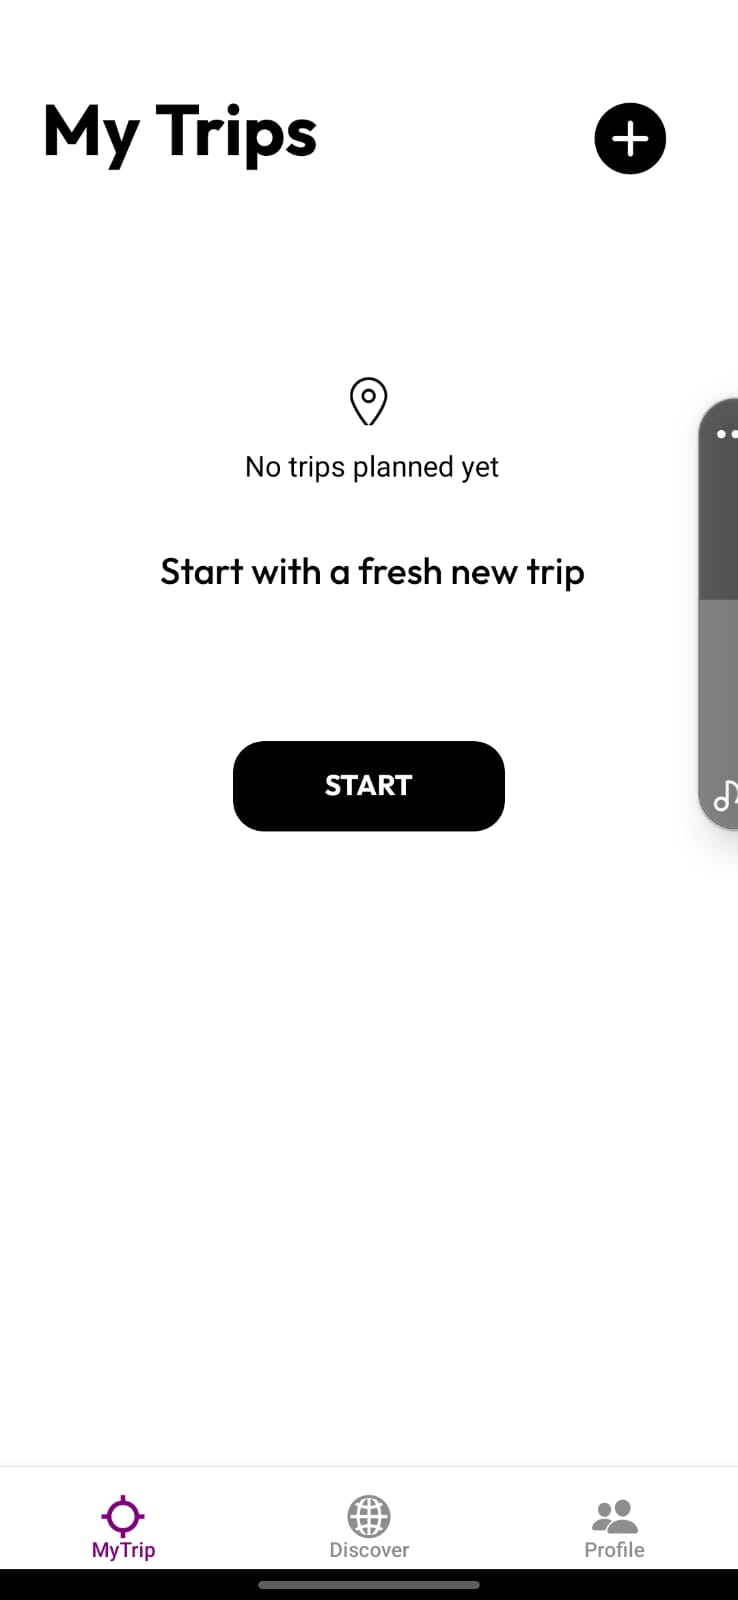 My Trips
No trips planned yet
Start with a fresh new trip
START
MyTrip
Discover
Profile